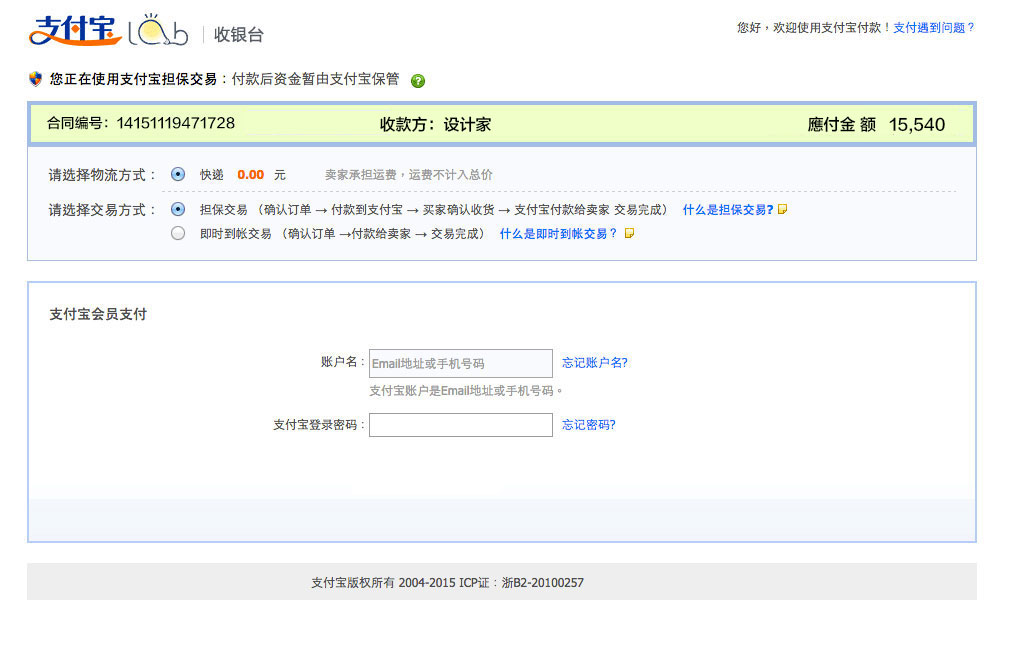 支付宝 Lab 收银台
您好，欢迎使用支付宝付款！支付遇到问题？
您正在使用支付宝担保交易：付款后资金暂由支付宝保管 ?
合同编号：14151119471728 收款方：设计家 應付金 额 15,540
请选择物流方式： 快递 0.00 元 卖家承担运费，运费不计入总价
请选择交易方式： 担保交易 （确认订单 → 付款到支付宝 → 买家确认收货 → 支付宝付款给卖家 交易完成） 什么是担保交易?
即时到帐交易 （确认订单 →付款给卖家 → 交易完成） 什么是即时到帐交易？
支付宝会员支付
账户名： Email地址或手机号码 忘记账户名?
支付宝账户是Email地址或手机号码。
支付宝登录密码： 忘记密码?
支付宝版权所有 2004-2015 ICP证：浙B2-20100257